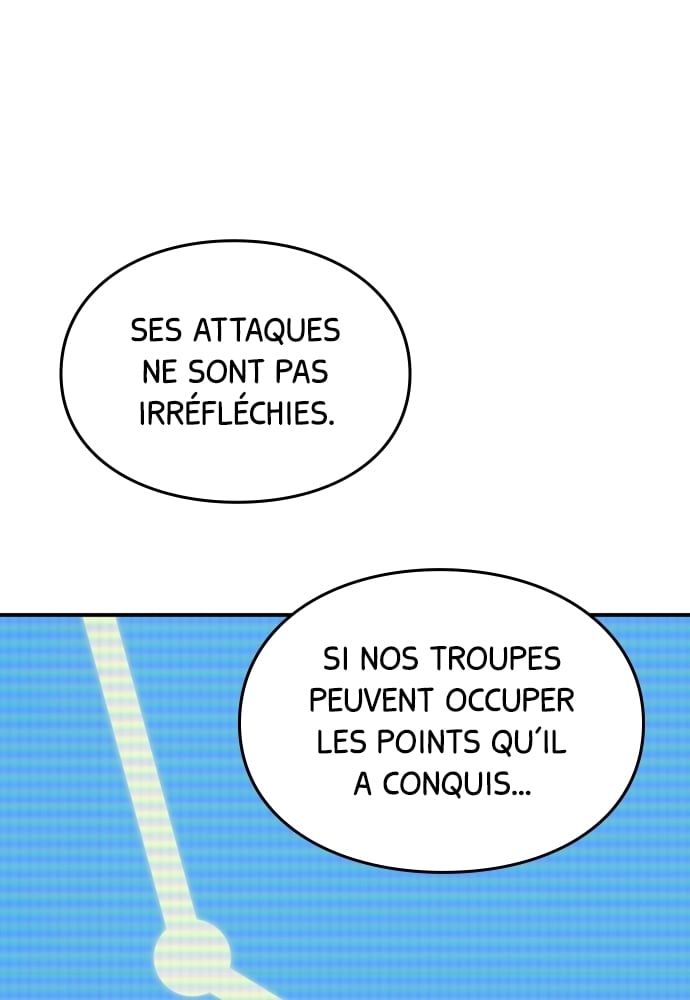 SES ATTAQUES
NE SONT PAS
IRRÉFLÉCHIES.
SI NOS TROUPES
PEUVENT OCCUPER
LES POINTS QU'IL
A CONQUIS...